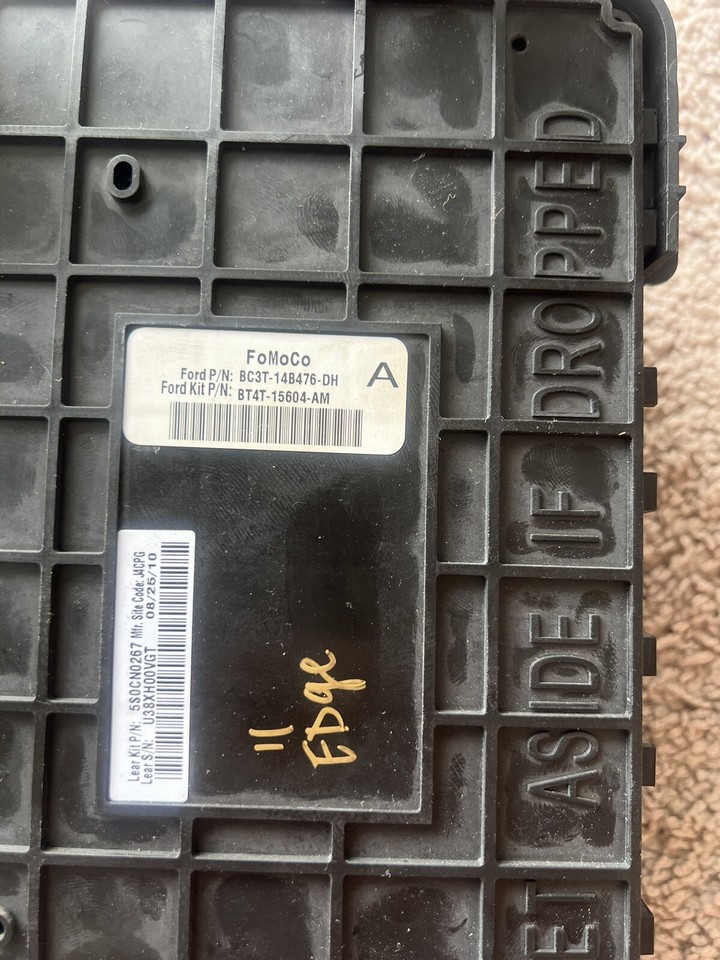 FoMoCo
Ford P/N: BC3T-14B476-DH
Ford Kit P/N: BT4T-15604-AM
A
Lear Kit P/N: 5S0CN0267 Mfr. Site Code: J4CPG
Lear S/N: U38XH00VGT 08/25/10
11
EDge
ET ASIDE IF DROPPED